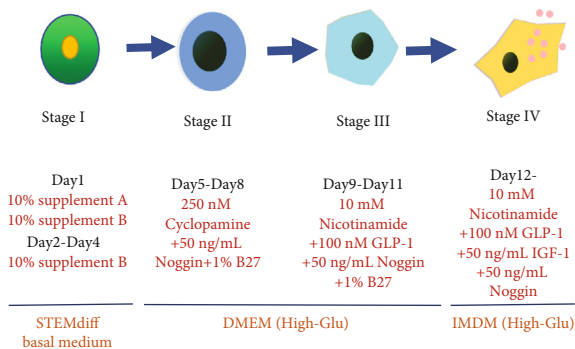 Stage I
Stage II
Stage III
Stage IV
Day1
10% supplement A
10% supplement B
Day2-Day4
10% supplement B
Day5-Day8
250 nM
Cyclopamine
+50 ng/mL
Noggin+1% B27
Day9-Day11
10 mM
Nicotinamide
+100 nM GLP-1
+50 ng/mL Noggin
+1% B27
Day12-
10 mM
Nicotinamide
+100 nM GLP-1
+50 ng/mL IGF-1
+50 ng/mL
Noggin
STEMdiff
basal medium
DMEM (High-Glu)
IMDM (High-Glu)